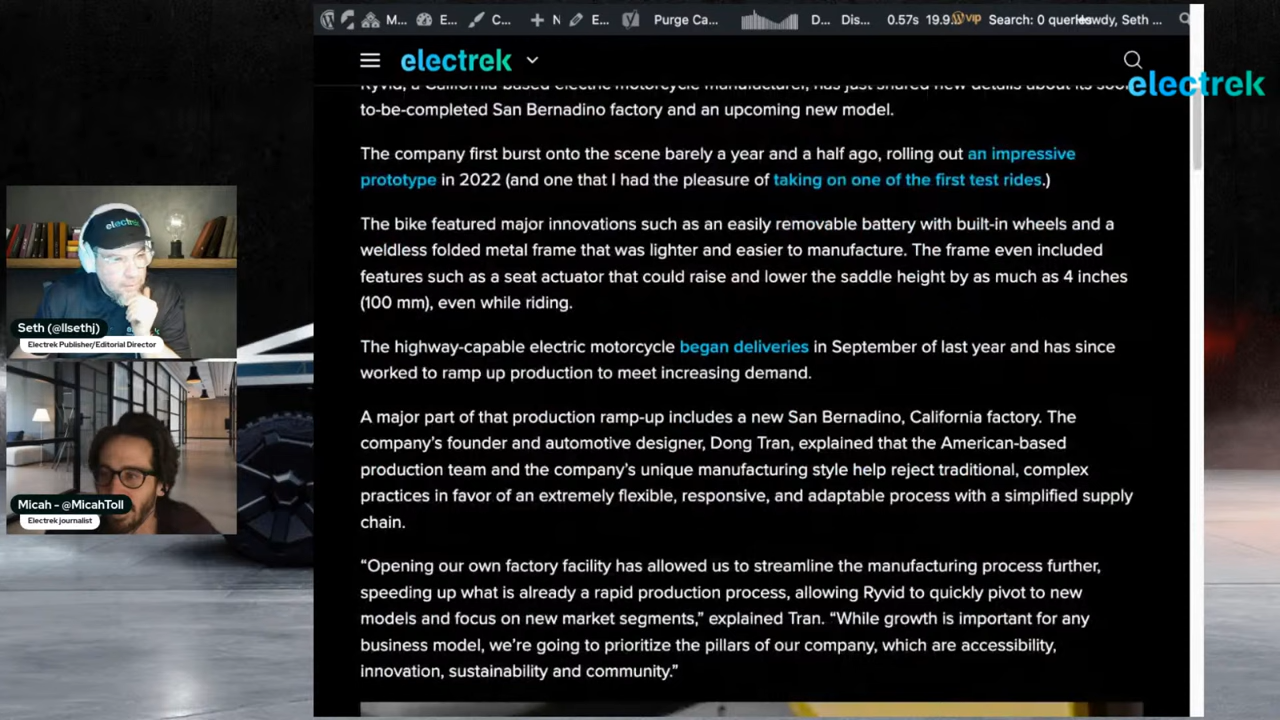 M... E... C... N E... Purge Ca... D... Dis... 0.57s 19.9... vip Search: 0 queries Howdy, Seth ...
electrek
electrek
Ryvid, a California-based electric motorcycle manufacturer, has just shared new details about its
to-be-completed San Bernadino factory and an upcoming new model.
The company first burst onto the scene barely a year and a half ago, rolling out an impressive
prototype in 2022 (and one that I had the pleasure of taking on one of the first test rides.)
The bike featured major innovations such as an easily removable battery with built-in wheels and a
weldless folded metal frame that was lighter and easier to manufacture. The frame even included
features such as a seat actuator that could raise and lower the saddle height by as much as 4 inches
(100 mm), even while riding.
The highway-capable electric motorcycle began deliveries in September of last year and has since
worked to ramp up production to meet increasing demand.
A major part of that production ramp-up includes a new San Bernadino, California factory. The
company’s founder and automotive designer, Dong Tran, explained that the American-based
production team and the company’s unique manufacturing style help reject traditional, complex
practices in favor of an extremely flexible, responsive, and adaptable process with a simplified supply
chain.
“Opening our own factory facility has allowed us to streamline the manufacturing process further,
speeding up what is already a rapid production process, allowing Ryvid to quickly pivot to new
models and focus on new market segments,” explained Tran. “While growth is important for any
business model, we’re going to prioritize the pillars of our company, which are accessibility,
innovation, sustainability and community.”
electrek
Seth (@llsethj)
Electrek Publisher/Editorial Director
Micah - @MicahToll
Electrek journalist